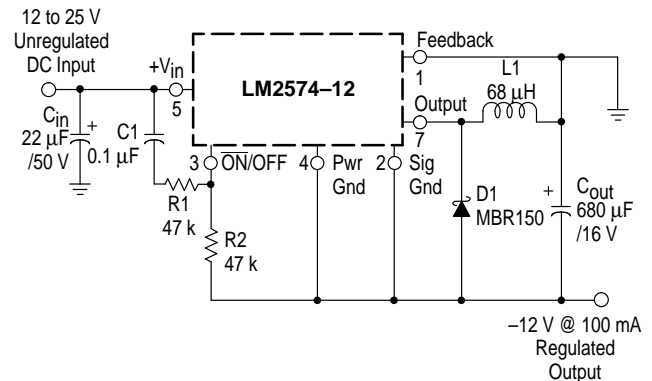 12 to 25 V
Unregulated
DC Input
+Vin
5
Cin
22 µF
/50 V
+
C1
0.1 µF
LM2574–12
Feedback
1
Output
7
L1
68 µH
3
ON/OFF
4
Pwr
Gnd
2
Sig
Gnd
R1
47 k
R2
47 k
D1
MBR150
+
Cout
680 µF
/16 V
–12 V @ 100 mA
Regulated
Output